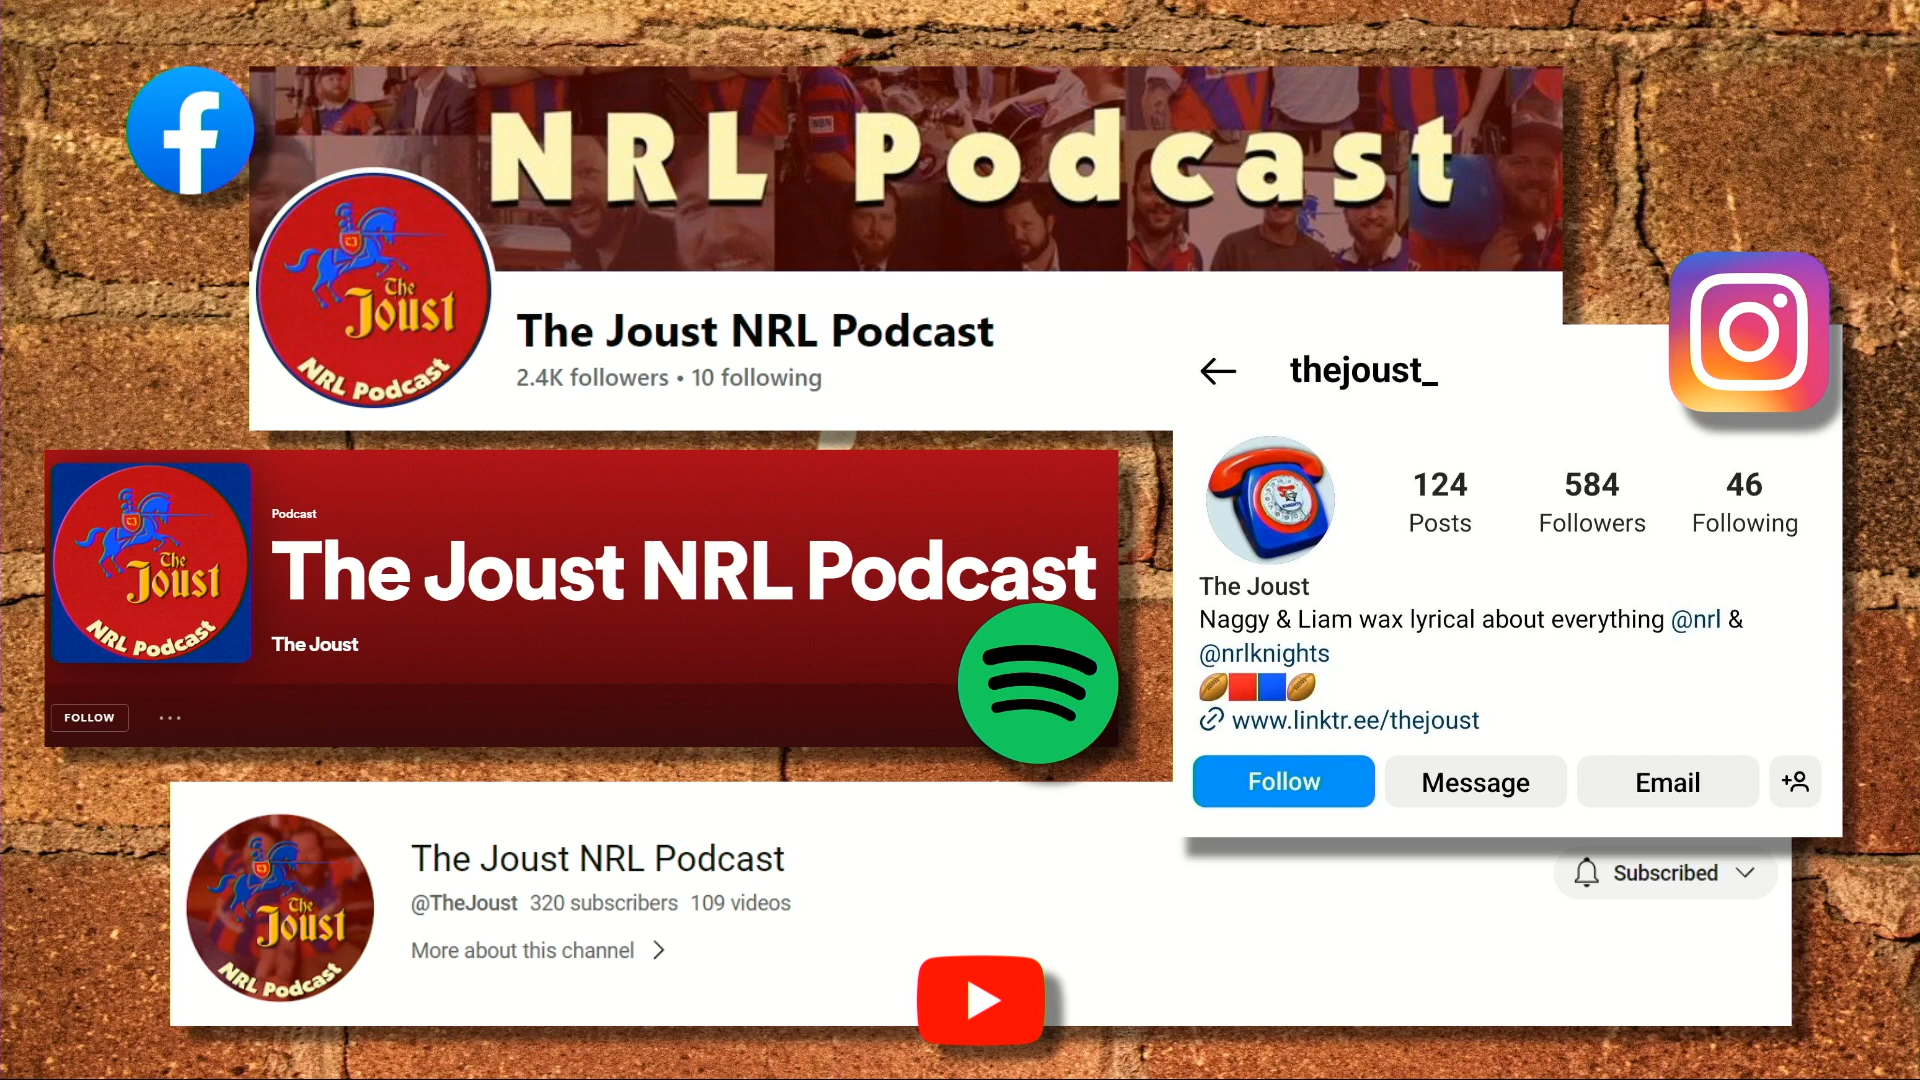 NRL Podcast
The Joust
NRL Podcast
The Joust NRL Podcast
2.4K followers • 10 following
thejoust_
124 584 46
Posts Followers Following
The Joust
Naggy & Liam wax lyrical about everything @nrl &
@nrlknights
www.linktr.ee/thejoust
Follow Message Email
The Joust
NRL Podcast
Podcast
The Joust NRL Podcast
The Joust
FOLLOW
The Joust
NRL Podcast
The Joust NRL Podcast
@TheJoust 320 subscribers 109 videos
More about this channel
Subscribed